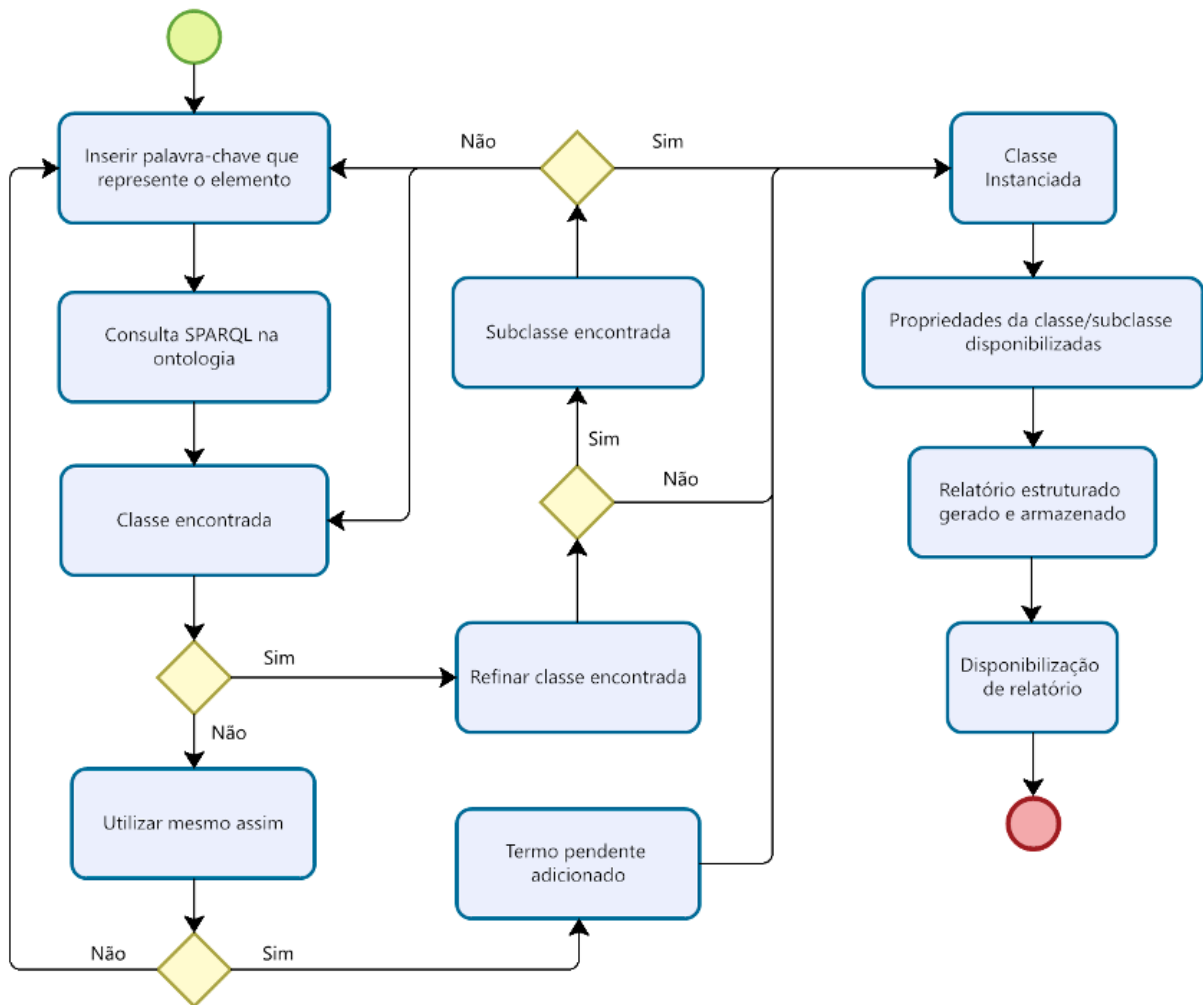 Não
Sim
Inserir palavra-chave que
represente o elemento
Classe
Instanciada
Consulta SPARQL na
ontologia
Subclasse encontrada
Propriedades da classe/subclasse
disponibilizadas
Sim
Não
Classe encontrada
Relatório estruturado
gerado e armazenado
Sim
Refinar classe encontrada
Disponibilização
de relatório
Não
Utilizar mesmo assim
Termo pendente
adicionado
Não
Sim